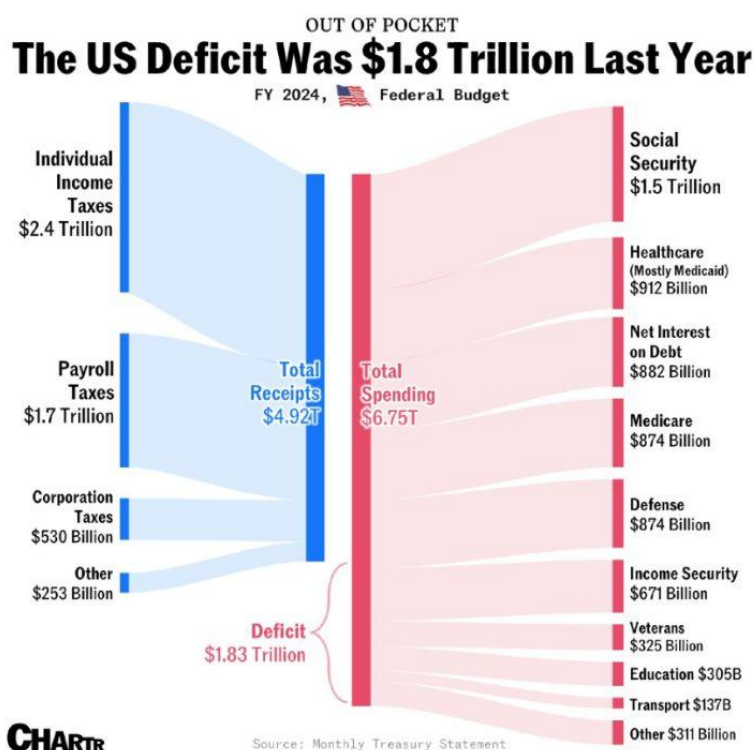 OUT OF POCKET
The US Deficit Was $1.8 Trillion Last Year
FY 2024, Federal Budget
Individual
Income
Taxes
$2.4 Trillion
Payroll
Taxes
$1.7 Trillion
Corporation
Taxes
$530 Billion
Other
$253 Billion
Total
Receipts
$4.92T
Total
Spending
$6.75T
Deficit
$1.83 Trillion
Social
Security
$1.5 Trillion
Healthcare
(Mostly Medicaid)
$912 Billion
Net Interest
on Debt
$882 Billion
Medicare
$874 Billion
Defense
$874 Billion
Income Security
$671 Billion
Veterans
$325 Billion
Education $305B
Transport $137B
Other $311 Billion
CHARTR
Source: Monthly Treasury Statement